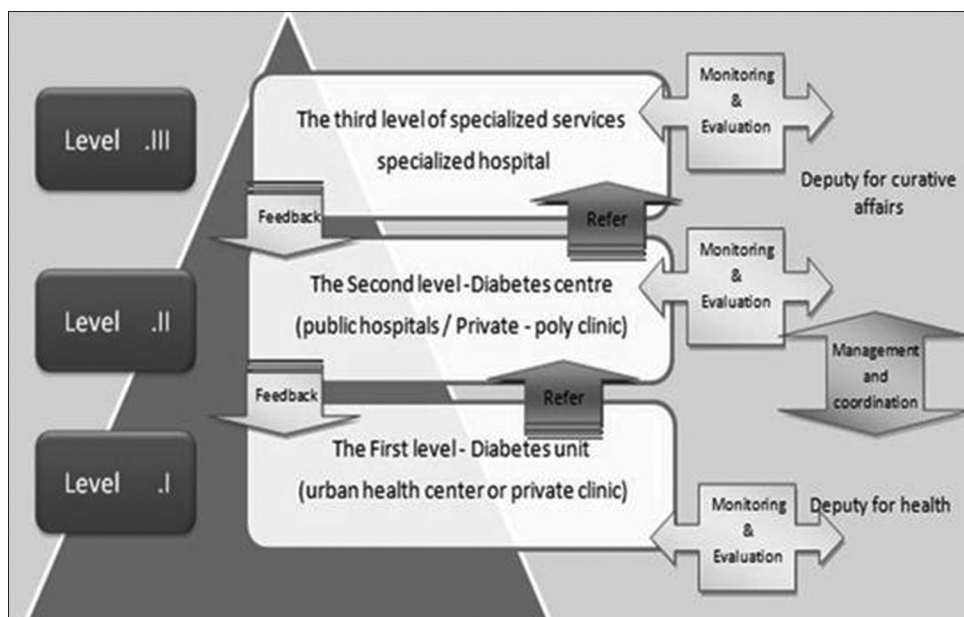 Level .III
The third level of specialized services
specialized hospital
Monitoring
&
Evaluation
Deputy for curative
affairs
Feedback
Refer
Level .II
The Second level -Diabetes centre
(public hospitals / Private - poly clinic)
Monitoring
&
Evaluation
Management
and
coordination
Feedback
Refer
Level .I
The First level - Diabetes unit
(urban health center or private clinic)
Monitoring
&
Evaluation
Deputy for health